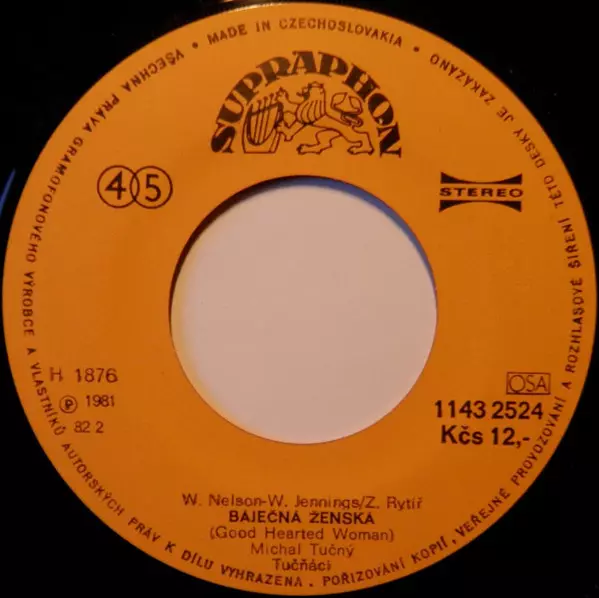 VŠECHNA PRÁVA GRAMOFONOVÉHO VÝROBCE A VLASTNÍKŮ AUTORSKÝCH PRÁV K DÍLU VYHRAZENA. POŘIZOVÁNÍ KOPIÍ, VEŘEJNÉ PROVOZOVÁNÍ A ROZHLASOVÉ ŠÍŘENÍ TÉTO DESKY JE ZAKÁZÁNO • MADE IN CZECHOSLOVAKIA •
SUPRAPHON
45
STEREO
H 1876
℗ 1981
82 2
OSA
1143 2524
Kčs 12,-
W. Nelson-W. Jennings/Z. Rytíř
BÁJEČNÁ ŽENSKÁ
(Good Hearted Woman)
Michal Tučný
Tučňáci